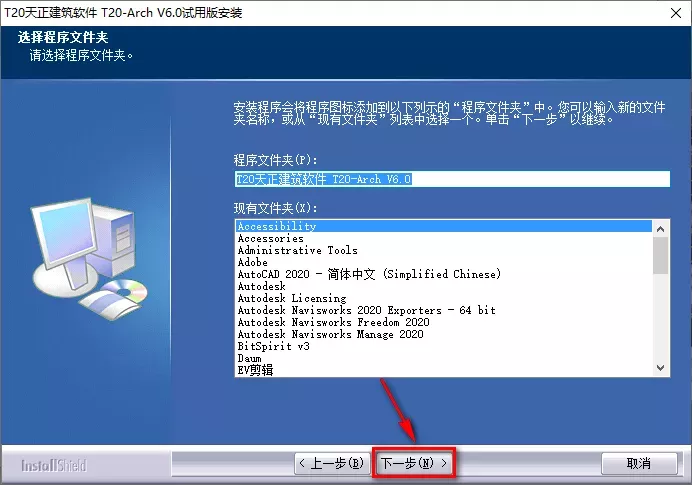 T20天正建筑软件 T20-Arch V6.0试用版安装
选择程序文件夹
请选择程序文件夹。
安装程序会将程序图标添加到以下列示的“程序文件夹”中。您可以输入新的文件
夹名称，或从“现有文件夹”列表中选择一个。单击“下一步”以继续。
程序文件夹(P):
T20天正建筑软件 T20-Arch V6.0
现有文件夹(X):
Accessibility
Accessories
Administrative Tools
Adobe
AutoCAD 2020 - 简体中文 (Simplified Chinese)
Autodesk
Autodesk Licensing
Autodesk Navisworks 2020 Exporters - 64 bit
Autodesk Navisworks Freedom 2020
Autodesk Navisworks Manage 2020
BitSpirit v3
Daum
EV剪辑
InstallShield
< 上一步(B) 下一步(N) > 取消